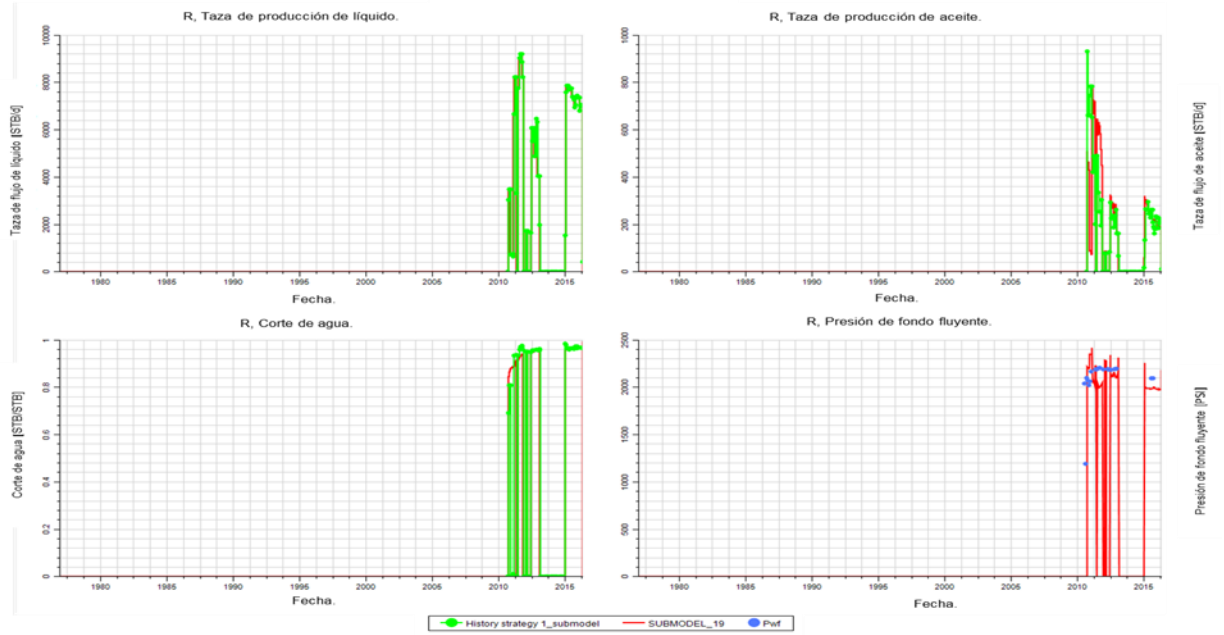 R, Taza de producción de líquido.
Taza de flujo de líquido [STB/d]
10000
8000
6000
4000
2000
0
1980 1985 1990 1995 2000 2005 2010 2015
Fecha.
R, Taza de producción de aceite.
1000
800
600
400
200
0
1980 1985 1990 1995 2000 2005 2010 2015
Fecha.
Taza de flujo de aceite [STB/d]
R, Corte de agua.
Corte de agua [STB/STB]
1
0.8
0.6
0.4
0.2
0
1980 1985 1990 1995 2000 2005 2010 2015
Fecha.
R, Presión de fondo fluyente.
2500
2000
1500
1000
500
0
1980 1985 1990 1995 2000 2005 2010 2015
Fecha.
Presión de fondo fluyente [PSI]
History strategy 1_submodel SUBMODEL_19 Pwf